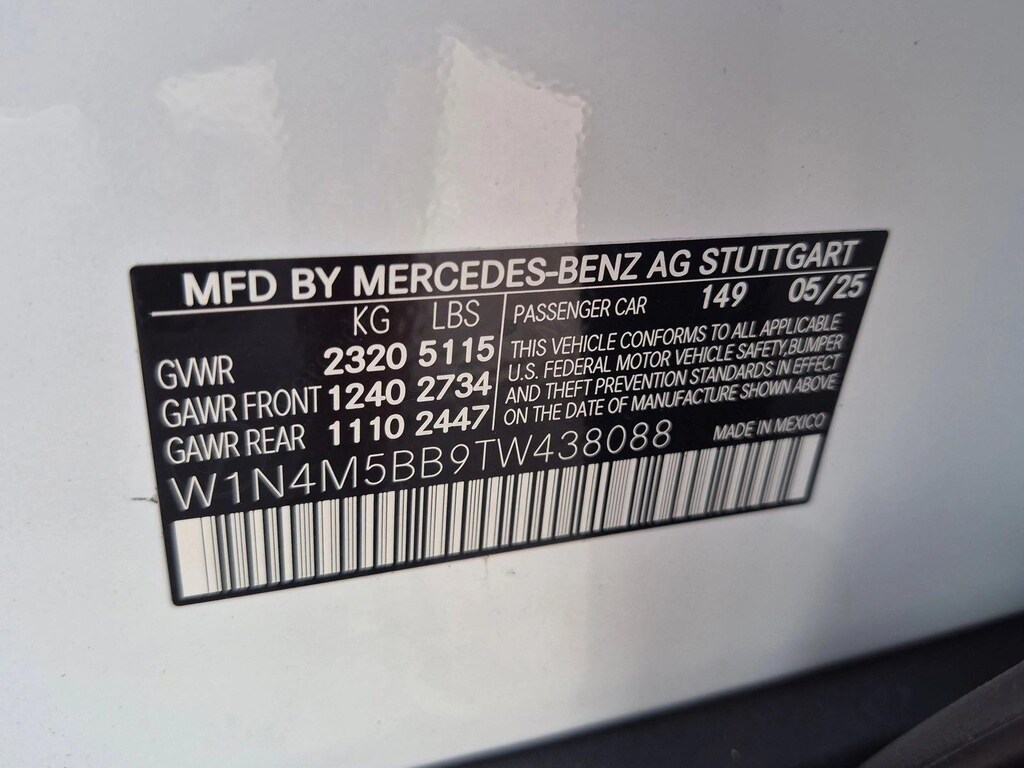 MFD BY MERCEDES-BENZ AG STUTTGART
KG LBS
GVWR 2320 5115
GAWR FRONT 1240 2734
GAWR REAR 1110 2447
PASSENGER CAR 149 05/25
THIS VEHICLE CONFORMS TO ALL APPLICABLE
U.S. FEDERAL MOTOR VEHICLE SAFETY,BUMPER
AND THEFT PREVENTION STANDARDS IN EFFECT
ON THE DATE OF MANUFACTURE SHOWN ABOVE
W1N4M5BB9TW438088
MADE IN MEXICO